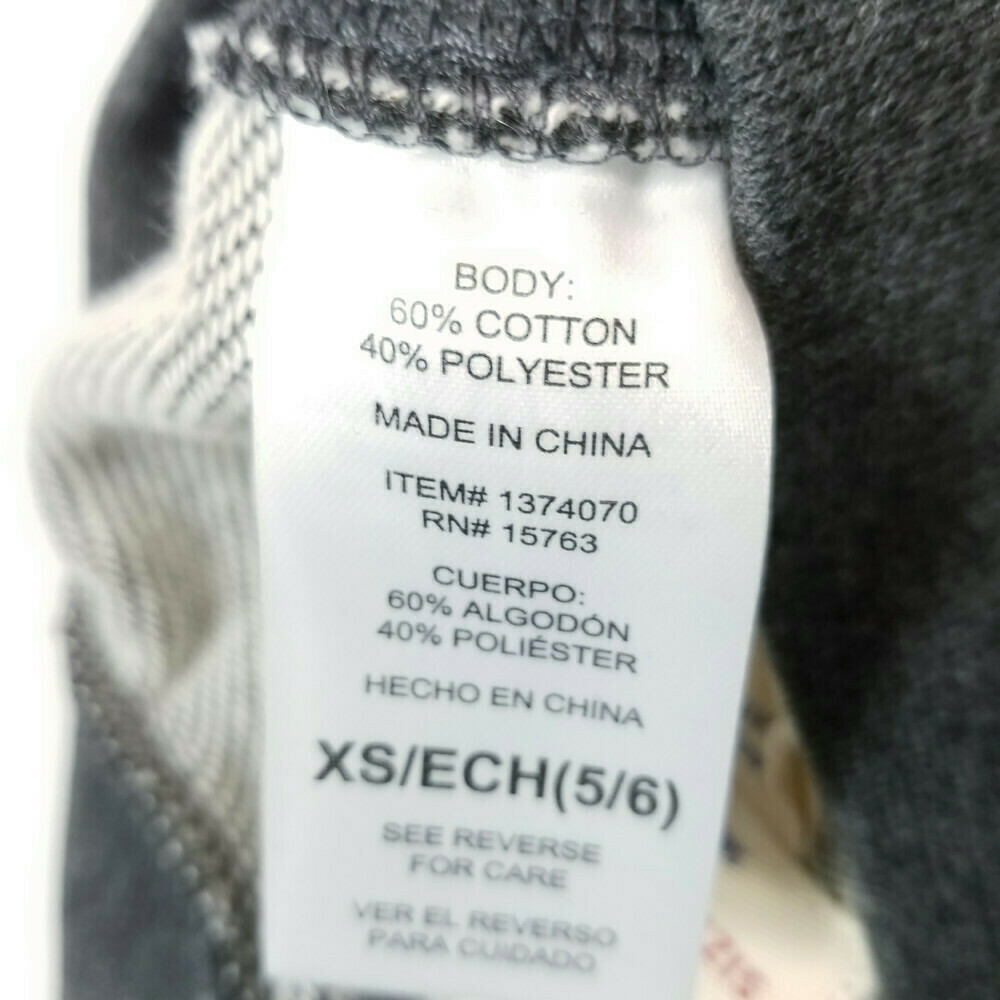 BODY:
60% COTTON
40% POLYESTER
MADE IN CHINA
ITEM# 1374070
RN# 15763
CUERPO:
60% ALGODÓN
40% POLIÉSTER
HECHO EN CHINA
XS/ECH(5/6)
SEE REVERSE
FOR CARE
VER EL REVERSO
PARA CUIDADO